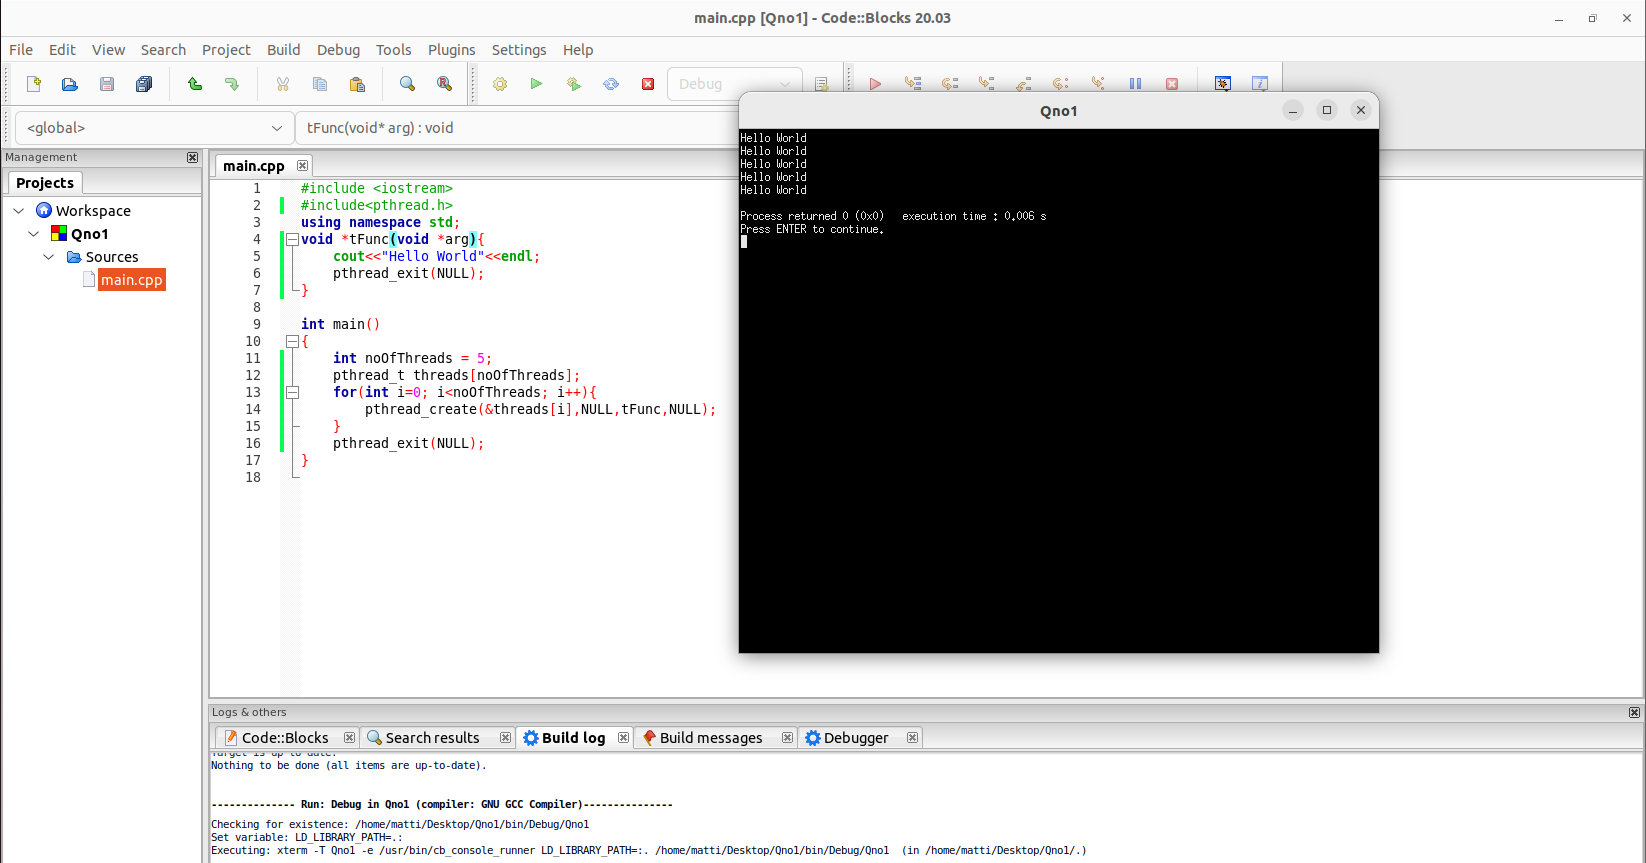 main.cpp [Qno1] - Code::Blocks 20.03
File Edit View Search Project Build Debug Tools Plugins Settings Help
Debug
<global>
tFunc(void* arg) : void
Management
Projects
Workspace
Qno1
Sources
main.cpp
main.cpp
1 #include <iostream>
2 #include<pthread.h>
3 using namespace std;
4 void *tFunc(void *arg){
5     cout<<"Hello World"<<endl;
6     pthread_exit(NULL);
7 }
8
9 int main()
10 {
11     int noOfThreads = 5;
12     pthread_t threads[noOfThreads];
13     for(int i=0; i<noOfThreads; i++){
14         pthread_create(&threads[i],NULL,tFunc,NULL);
15     }
16     pthread_exit(NULL);
17 }
18
Qno1
Hello World
Hello World
Hello World
Hello World
Hello World
Process returned 0 (0x0)   execution time : 0.006 s
Press ENTER to continue.
Logs & others
Code::Blocks Search results Build log Build messages Debugger
Target is up to date.
Nothing to be done (all items are up-to-date).
-------------- Run: Debug in Qno1 (compiler: GNU GCC Compiler)---------------
Checking for existence: /home/matti/Desktop/Qno1/bin/Debug/Qno1
Set variable: LD_LIBRARY_PATH=.:
Executing: xterm -T Qno1 -e /usr/bin/cb_console_runner LD_LIBRARY_PATH=:. /home/matti/Desktop/Qno1/bin/Debug/Qno1  (in /home/matti/Desktop/Qno1/.)